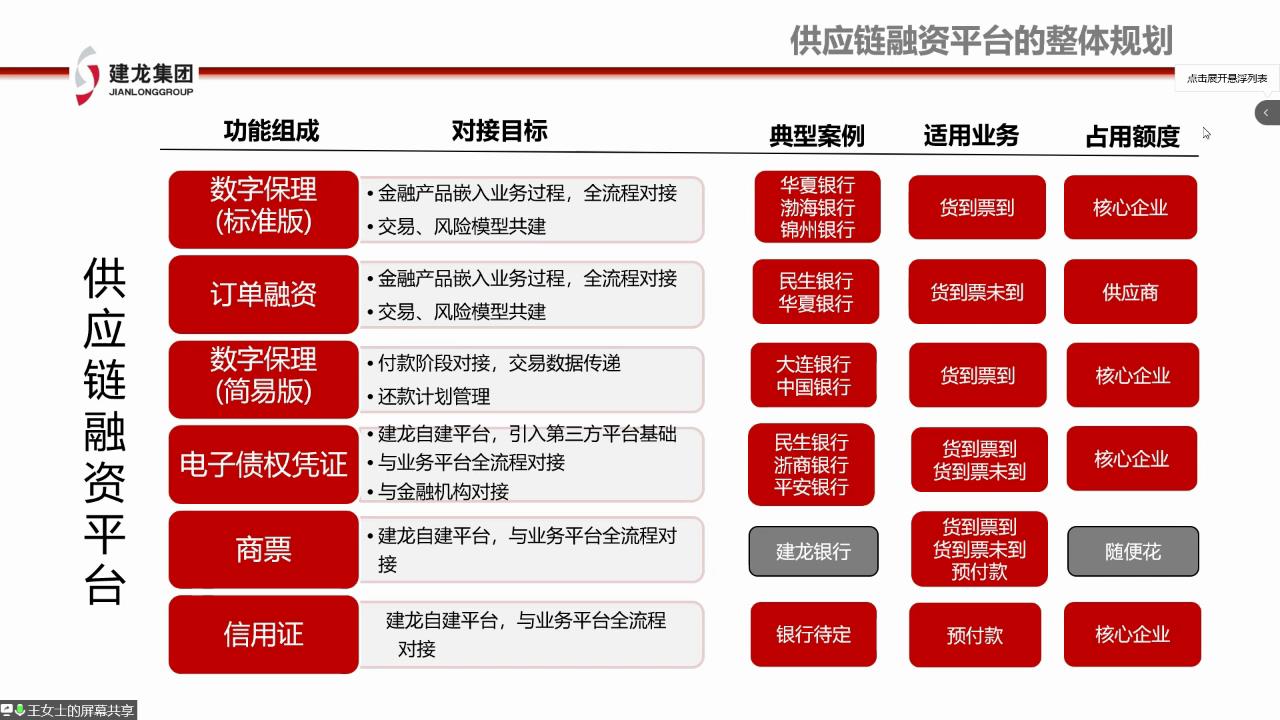 供应链融资平台的整体规划
建龙集团
JIANLONGGROUP
点击展开悬浮列表
功能组成
对接目标
典型案例
适用业务
占用额度
供应链融资平台
数字保理
(标准版)
•金融产品嵌入业务过程，全流程对接
•交易、风险模型共建
华夏银行
渤海银行
锦州银行
货到票到
核心企业
订单融资
•金融产品嵌入业务过程，全流程对接
•交易、风险模型共建
民生银行
华夏银行
货到票未到
供应商
数字保理
(简易版)
•付款阶段对接，交易数据传递
•还款计划管理
大连银行
中国银行
货到票到
核心企业
电子债权凭证
•建龙自建平台，引入第三方平台基础
•与业务平台全流程对接
•与金融机构对接
民生银行
浙商银行
平安银行
货到票到
货到票未到
核心企业
商票
•建龙自建平台，与业务平台全流程对
接
建龙银行
货到票到
货到票未到
预付款
随便花
信用证
建龙自建平台，与业务平台全流程
对接
银行待定
预付款
核心企业
王女士的屏幕共享